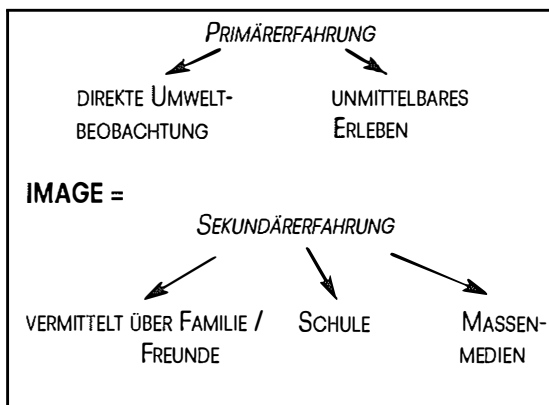 PRIMÄRERFAHRUNG
DIREKTE UMWELT- UNMITTELBARES
BEOBACHTUNG ERLEBEN
IMAGE =
SEKUNDÄRERFAHRUNG
VERMITTELT ÜBER FAMILIE / SCHULE MASSEN-
FREUNDE MEDIEN